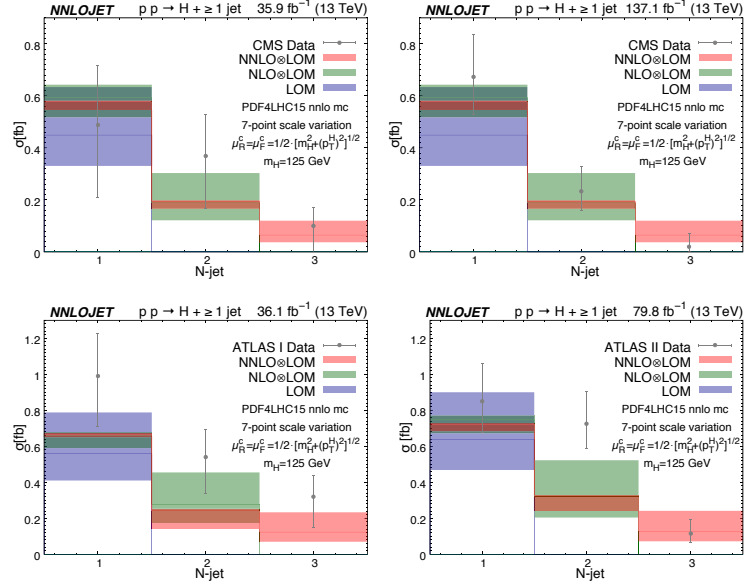 NNLOJET p p → H + ≥ 1 jet 35.9 fb⁻¹ (13 TeV)
0.8
0.6
0.4
0.2
0
σ[fb]
CMS Data
NNLO⊗LOM
NLO⊗LOM
LOM
PDF4LHC15 nnlo mc
7-point scale variation
μ_R^c=μ_F^c=1/2·[m_H^2+(p_T^H)^2]^1/2
m_H=125 GeV
1 2 3
N-jet
NNLOJET p p → H + ≥ 1 jet 137.1 fb⁻¹ (13 TeV)
0.8
0.6
0.4
0.2
0
σ[fb]
CMS Data
NNLO⊗LOM
NLO⊗LOM
LOM
PDF4LHC15 nnlo mc
7-point scale variation
μ_R^c=μ_F^c=1/2·[m_H^2+(p_T^H)^2]^1/2
m_H=125 GeV
1 2 3
N-jet
NNLOJET p p → H + ≥ 1 jet 36.1 fb⁻¹ (13 TeV)
1.2
1
0.8
0.6
0.4
0.2
0
σ[fb]
ATLAS I Data
NNLO⊗LOM
NLO⊗LOM
LOM
PDF4LHC15 nnlo mc
7-point scale variation
μ_R^c=μ_F^c=1/2·[m_H^2+(p_T^H)^2]^1/2
m_H=125 GeV
1 2 3
N-jet
NNLOJET p p → H + ≥ 1 jet 79.8 fb⁻¹ (13 TeV)
1.2
1
0.8
0.6
0.4
0.2
0
σ[fb]
ATLAS II Data
NNLO⊗LOM
NLO⊗LOM
LOM
PDF4LHC15 nnlo mc
7-point scale variation
μ_R^c=μ_F^c=1/2·[m_H^2+(p_T^H)^2]^1/2
m_H=125 GeV
1 2 3
N-jet